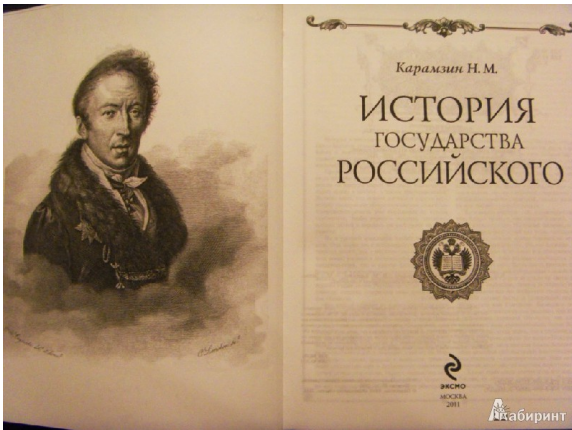 Карамзин Н. М.
ИСТОРИЯ
ГОСУДАРСТВА
РОССИЙСКОГО
ЭКСМО
МОСКВА
2011
Лабиринт